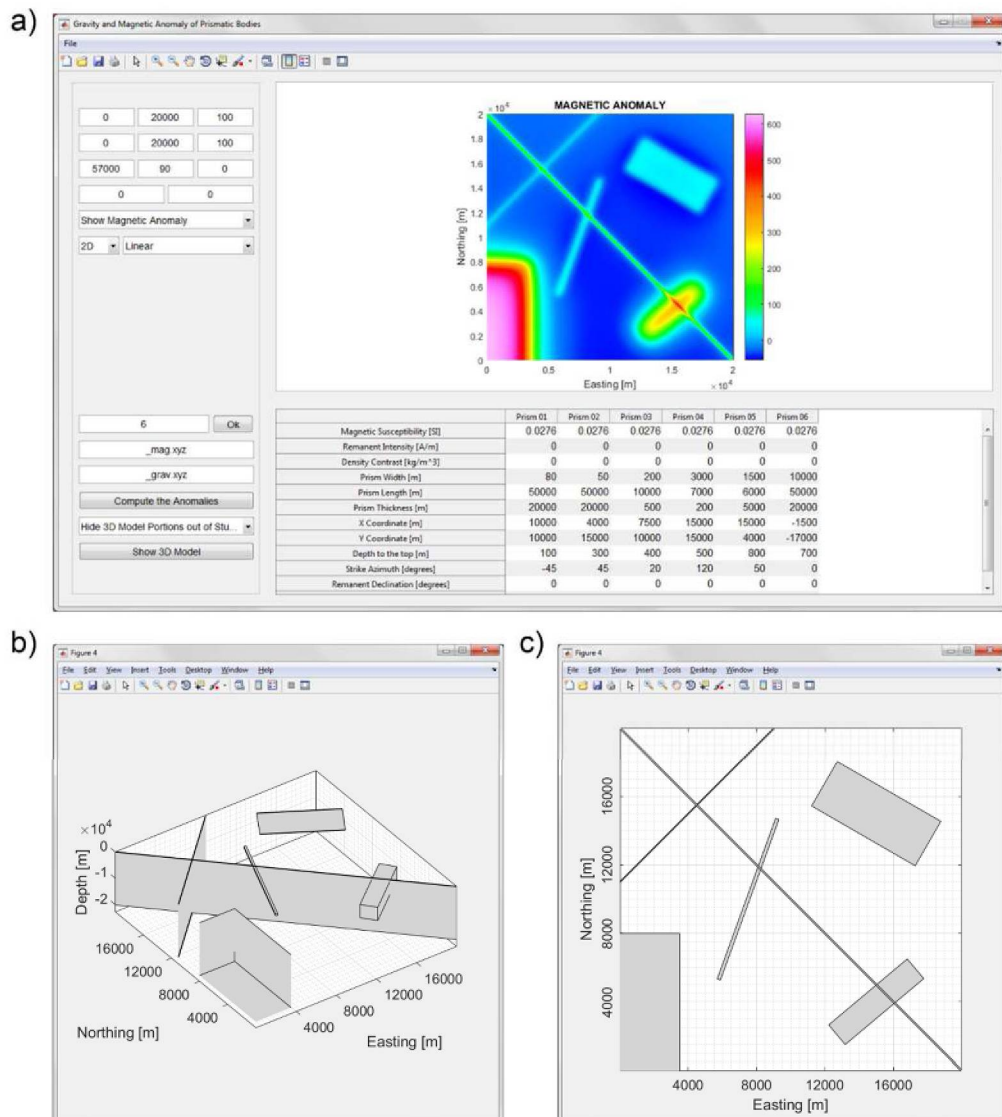 a)
Gravity and Magnetic Anomaly of Prismatic Bodies
File
0 20000 100
0 20000 100
57000 90 0
0 0
Show Magnetic Anomaly
2D Linear
6 Ok
_mag.xyz
_grav.xyz
Compute the Anomalies
Hide 3D Model Portions out of Stu...
Show 3D Model
MAGNETIC ANOMALY
× 10^4
2
1.8
1.6
1.4
1.2
1
0.8
0.6
0.4
0.2
0
Northing [m]
0 0.5 1 1.5 2
Easting [m]
× 10^4
600
500
400
300
200
100
0
Prism 01 Prism 02 Prism 03 Prism 04 Prism 05 Prism 06
Magnetic Susceptibility [SI] 0.0276 0.0276 0.0276 0.0276 0.0276 0.0276
Remanent Intensity [A/m] 0 0 0 0 0 0
Density Contrast [kg/m^3] 0 0 0 0 0 0
Prism Width [m] 80 50 200 3000 1500 10000
Prism Length [m] 50000 50000 10000 7000 6000 50000
Prism Thickness [m] 20000 20000 500 200 5000 20000
X Coordinate [m] 10000 4000 7500 15000 15000 -1500
Y Coordinate [m] 10000 15000 10000 15000 4000 -17000
Depth to the top [m] 100 300 400 500 800 700
Strike Azimuth [degrees] -45 45 20 120 50 0
Remanent Declination [degrees] 0 0 0 0 0 0
b)
Figure 4
File Edit View Insert Tools Desktop Window Help
× 10^4
0
-1
-2
Depth [m]
16000
12000
8000
4000
Northing [m]
4000
8000
12000
16000
Easting [m]
c)
Figure 4
File Edit View Insert Tools Desktop Window Help
16000
12000
8000
4000
Northing [m]
4000 8000 12000 16000
Easting [m]